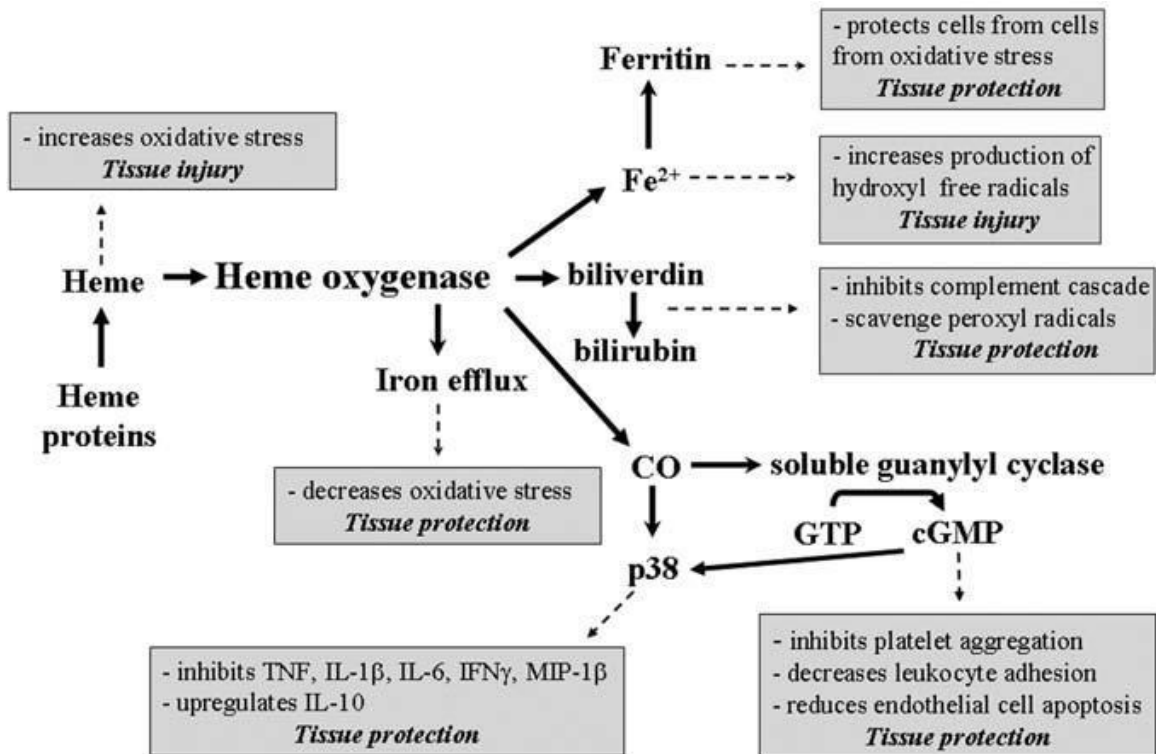 - protects cells from cells
from oxidative stress
Tissue protection
Ferritin
- increases oxidative stress
Tissue injury
- increases production of
hydroxyl free radicals
Tissue injury
Fe²⁺
Heme
Heme oxygenase
biliverdin
bilirubin
- inhibits complement cascade
- scavenge peroxyl radicals
Tissue protection
Heme
proteins
Iron efflux
- decreases oxidative stress
Tissue protection
CO
soluble guanylyl cyclase
GTP
cGMP
p38
- inhibits TNF, IL-1β, IL-6, IFNγ, MIP-1β
- upregulates IL-10
Tissue protection
- inhibits platelet aggregation
- decreases leukocyte adhesion
- reduces endothelial cell apoptosis
Tissue protection